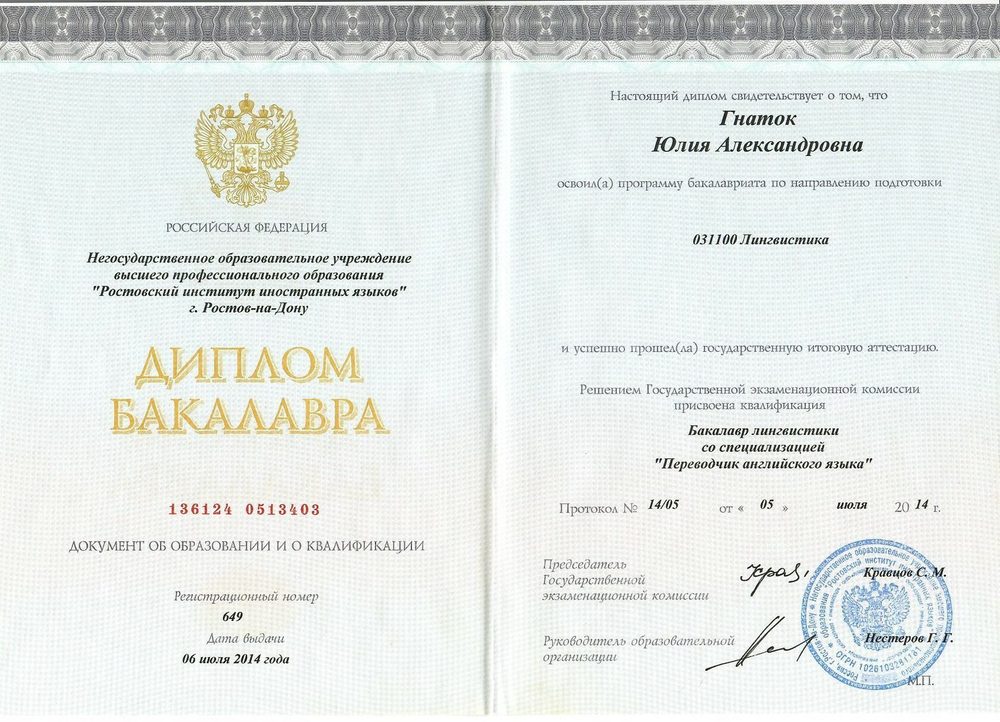 РОССИЙСКАЯ ФЕДЕРАЦИЯ
Негосударственное образовательное учреждение
высшего профессионального образования
"Ростовский институт иностранных языков"
г. Ростов-на-Дону
ДИПЛОМ
БАКАЛАВРА
136124 0513403
ДОКУМЕНТ ОБ ОБРАЗОВАНИИ И О КВАЛИФИКАЦИИ
Регистрационный номер
649
Дата выдачи
06 июля 2014 года
Настоящий диплом свидетельствует о том, что
Гнаток
Юлия Александровна
освоил(а) программу бакалавриата по направлению подготовки
031100 Лингвистика
и успешно прошел(ла) государственную итоговую аттестацию.
Решением Государственной экзаменационной комиссии
присвоена квалификация
Бакалавр лингвистики
со специализацией
"Переводчик английского языка"
Протокол № 14/05 от « 05 » июля 20 14 г.
Председатель
Государственной
экзаменационной комиссии
Кравцов С. М.
Руководитель образовательной
организации
Нестеров Г. Г.
М.П.